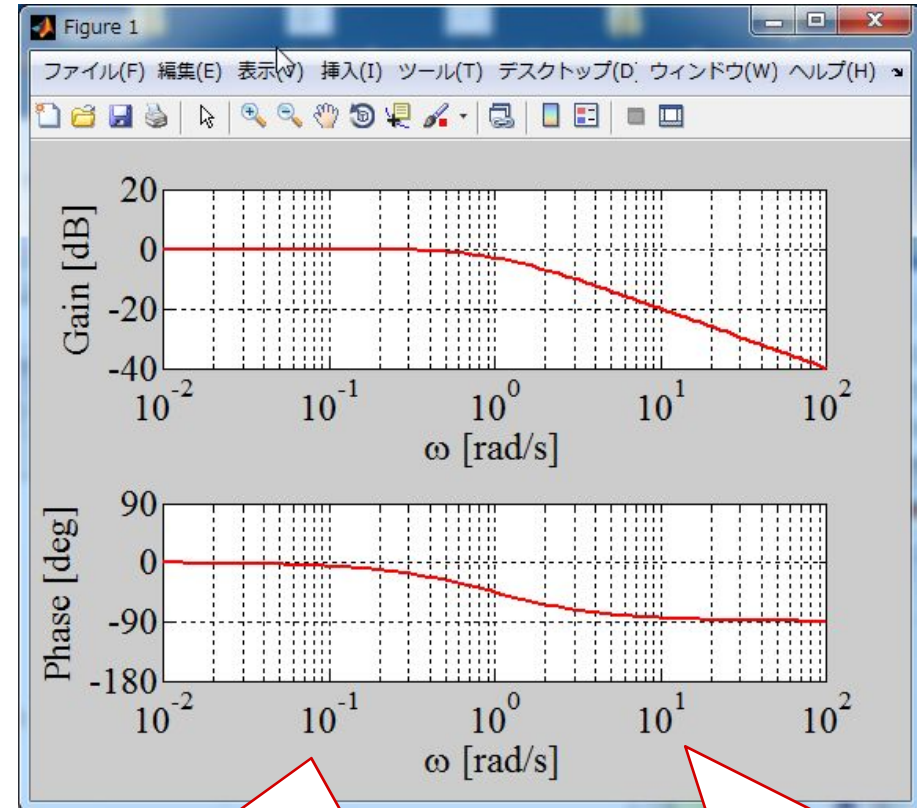 Figure 1
ファイル(F) 編集(E) 表示(V) 挿入(I) ツール(T) デスクトップ(D) ウィンドウ(W) ヘルプ(H)
20
0
-20
-40
Gain [dB]
10^-2 10^-1 10^0 10^1 10^2
ω [rad/s]
90
0
-90
-180
Phase [deg]
10^-2 10^-1 10^0 10^1 10^2
ω [rad/s]